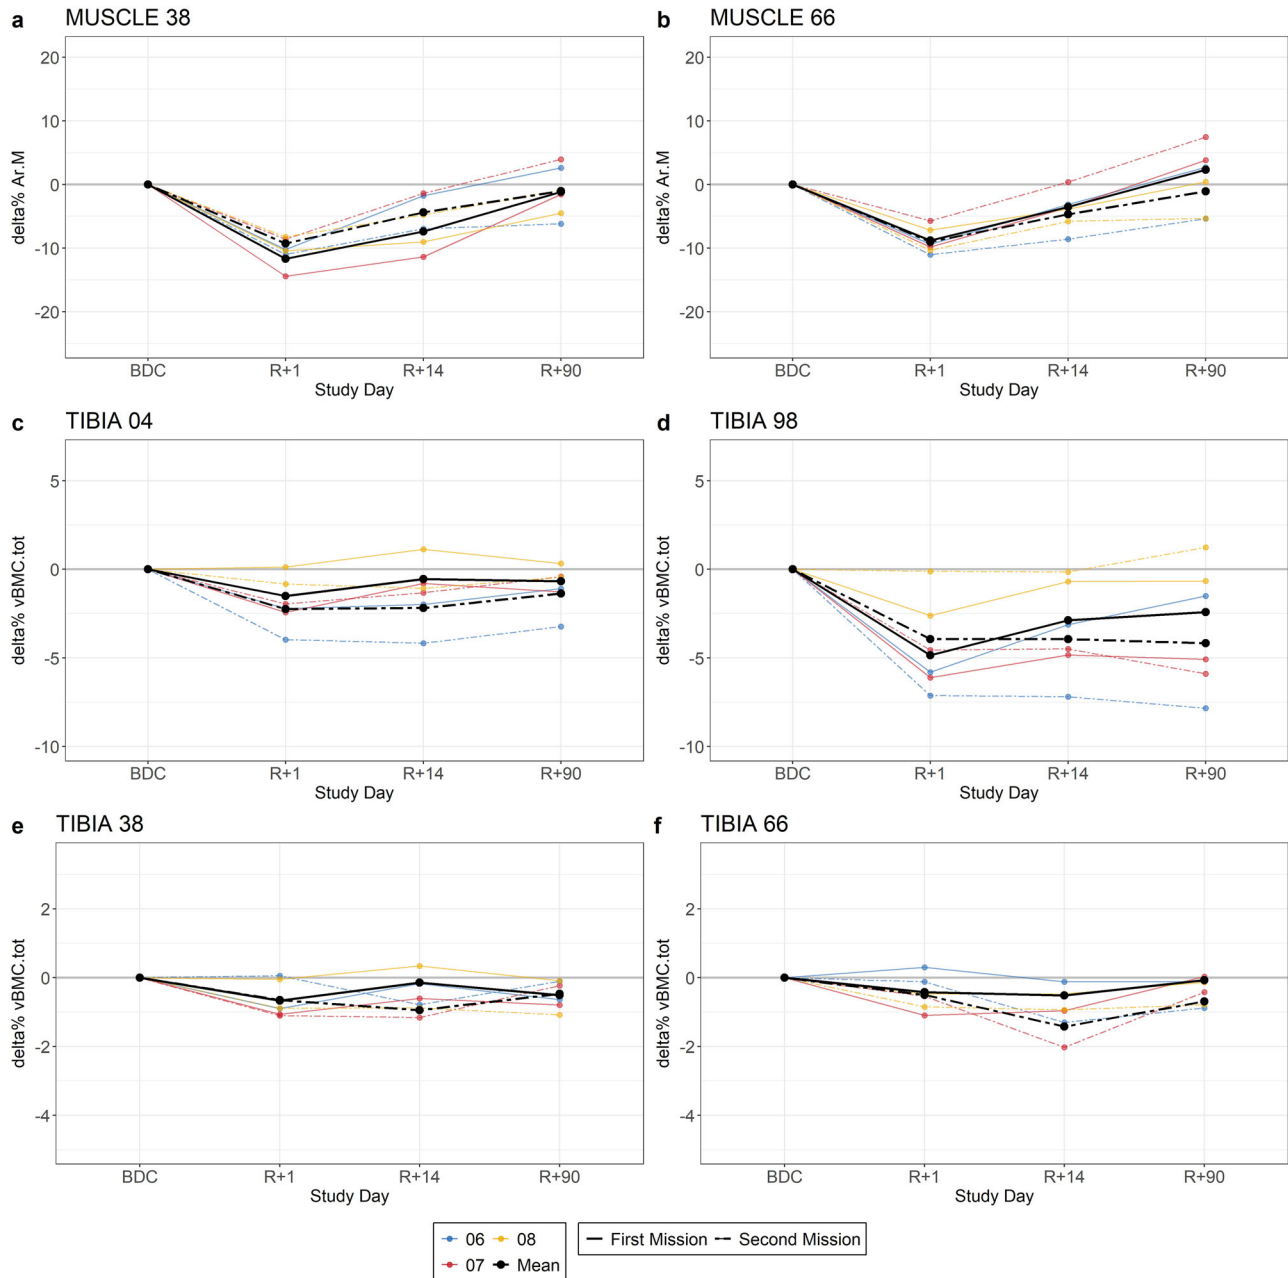 a MUSCLE 38
20
10
0
-10
-20
delta% Ar.M
BDC R+1 R+14 R+90
Study Day
b MUSCLE 66
20
10
0
-10
-20
delta% Ar.M
BDC R+1 R+14 R+90
Study Day
c TIBIA 04
5
0
-5
-10
delta% vBMC.tot
BDC R+1 R+14 R+90
Study Day
d TIBIA 98
5
0
-5
-10
delta% vBMC.tot
BDC R+1 R+14 R+90
Study Day
e TIBIA 38
2
0
-2
-4
delta% vBMC.tot
BDC R+1 R+14 R+90
Study Day
f TIBIA 66
2
0
-2
-4
delta% vBMC.tot
BDC R+1 R+14 R+90
Study Day
06 08
07 Mean
First Mission Second Mission